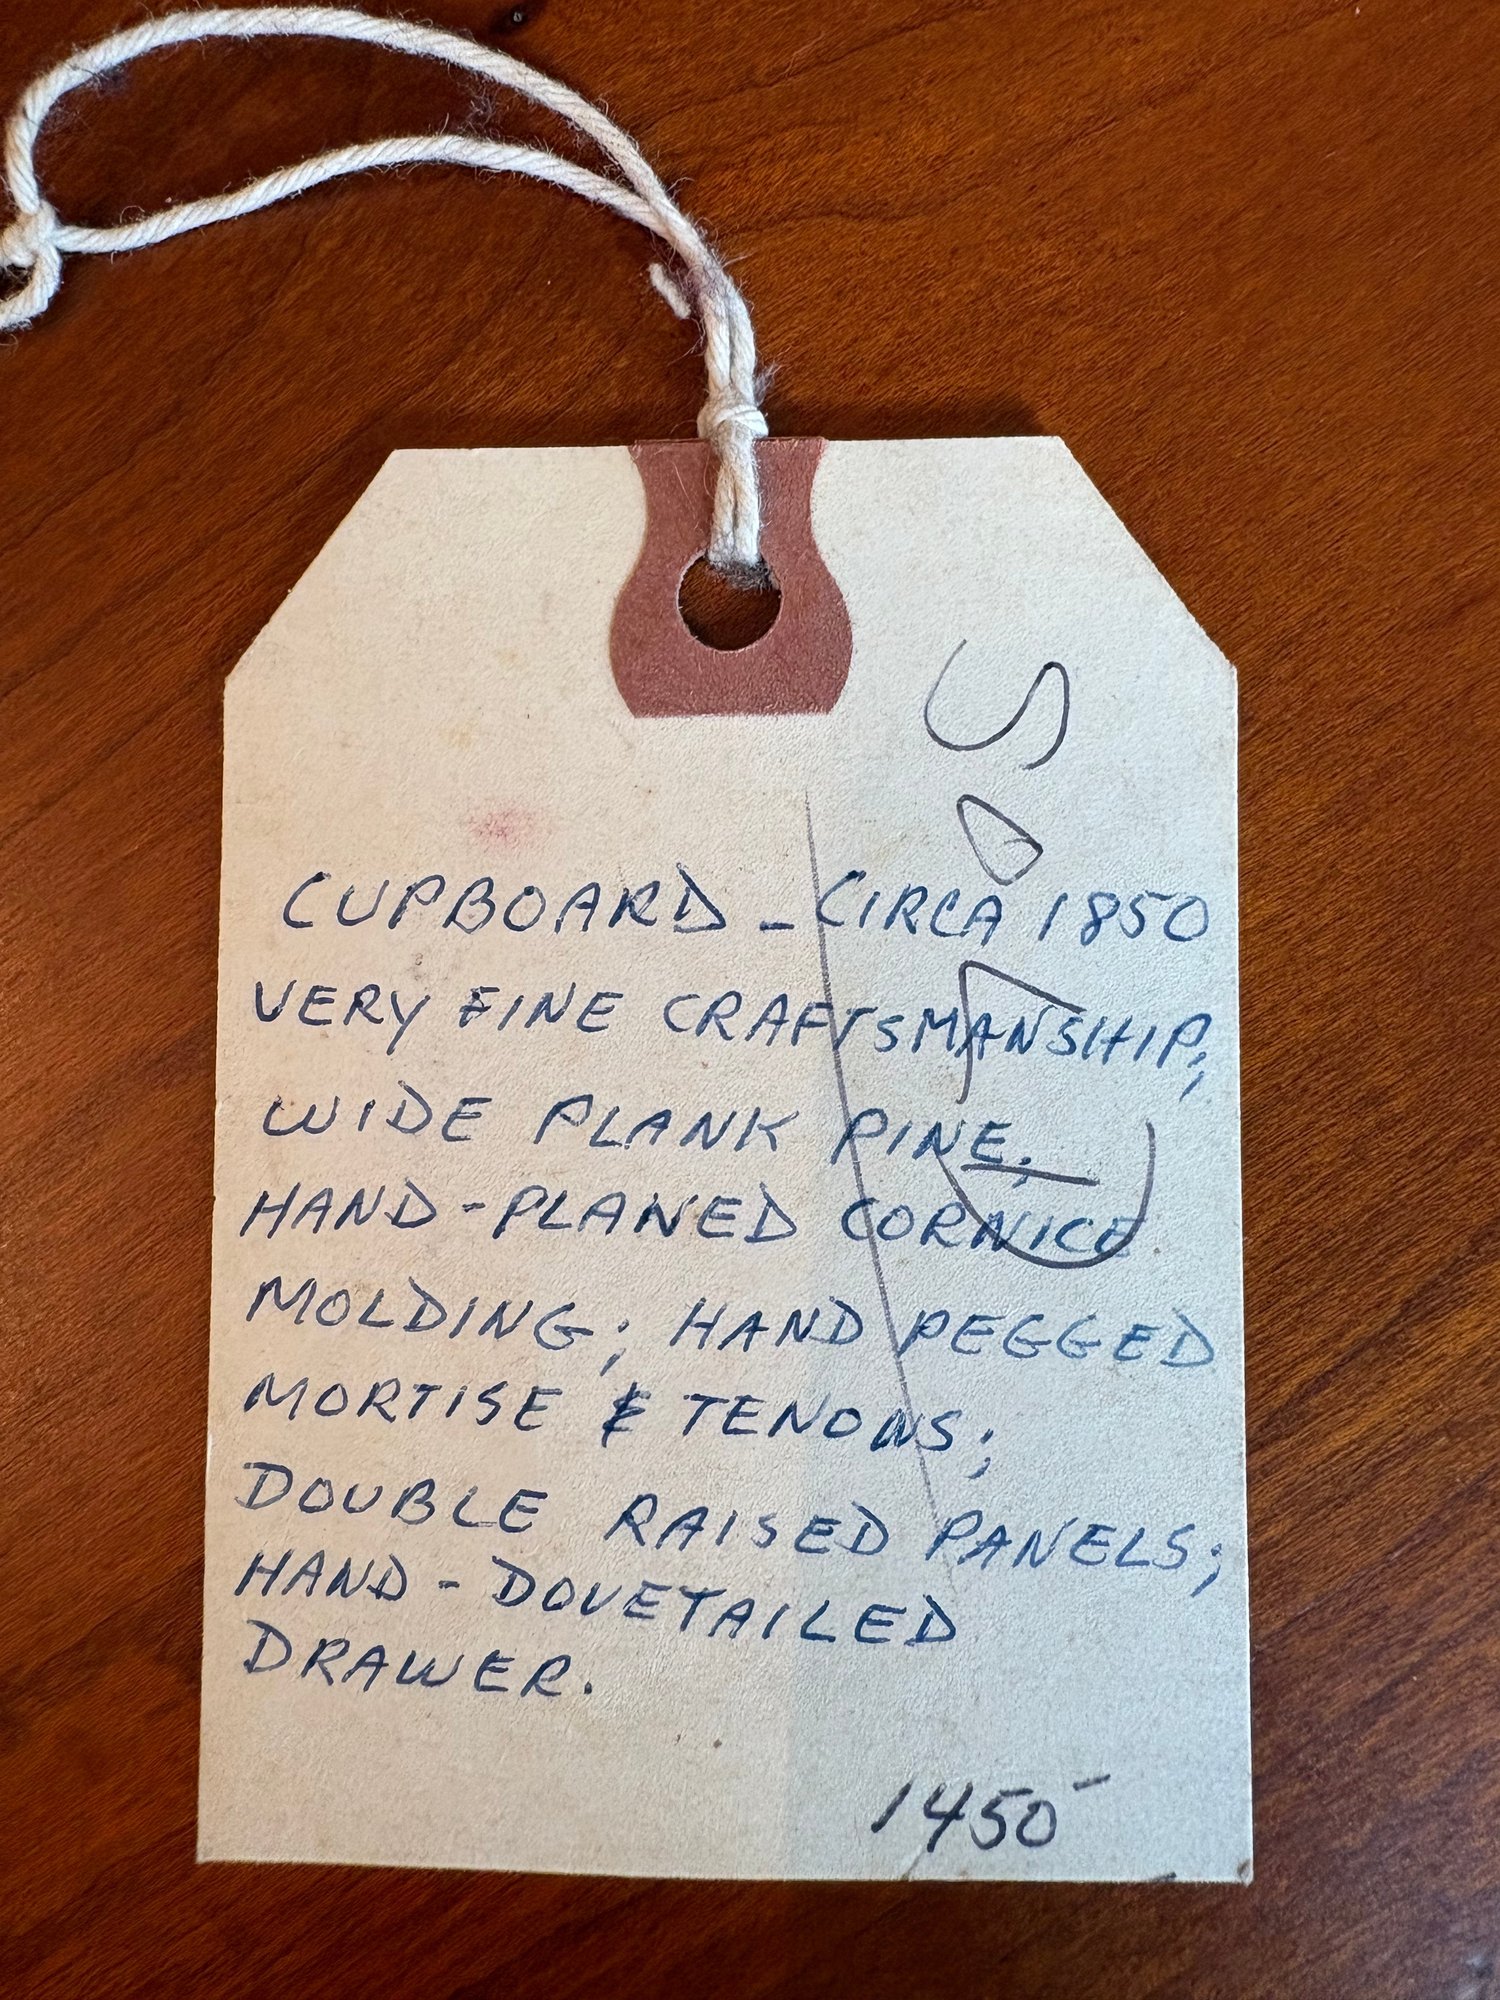 SOLD
CUPBOARD - CIRCA 1850
VERY FINE CRAFTSMANSHIP;
WIDE PLANK PINE.
HAND-PLANED CORNICE
MOLDING; HAND PEGGED
MORTISE & TENONS;
DOUBLE RAISED PANELS;
HAND-DOVETAILED
DRAWER.
1450-